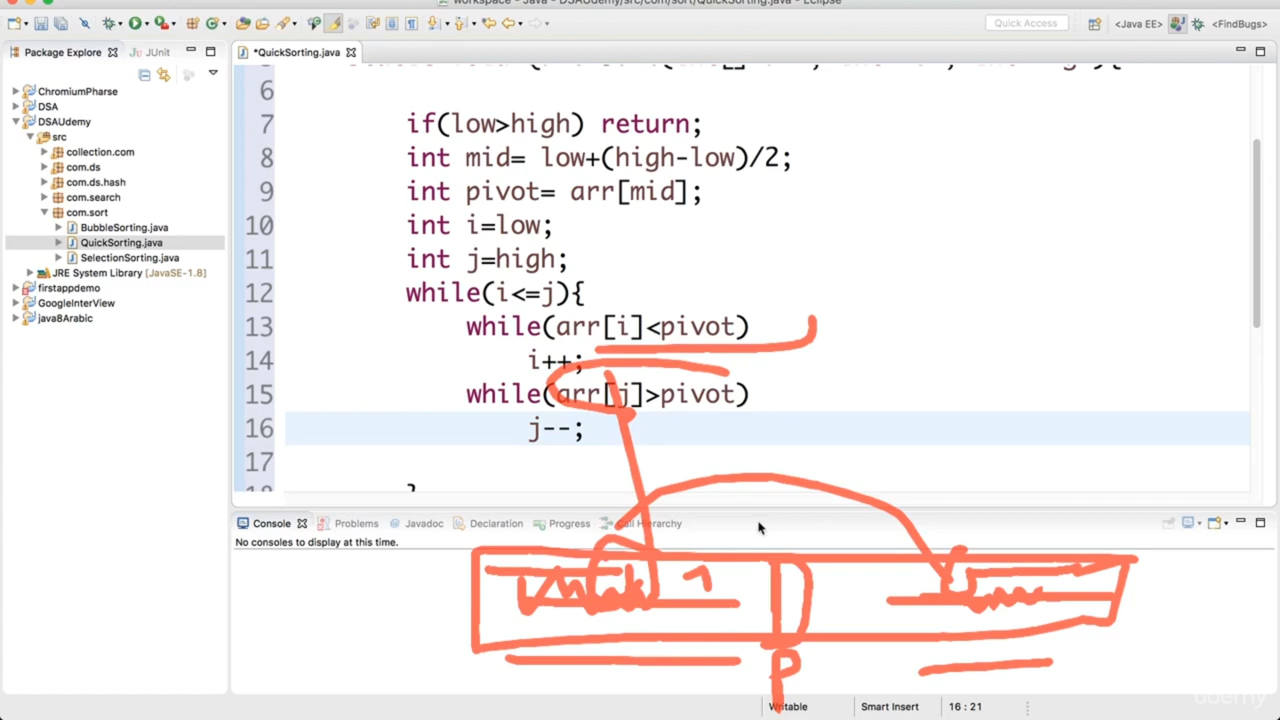 workspace - Java - DSAUdemy/src/com/sort/QuickSorting.java - Eclipse
Quick Access
<Java EE>
<FindBugs>
Package Explorer
JUnit
*QuickSorting.java
ChromiumPharse
DSA
DSAUdemy
src
collection.com
com.ds
com.ds.hash
com.search
com.sort
BubbleSorting.java
QuickSorting.java
SelectionSorting.java
JRE System Library [JavaSE-1.8]
firstappdemo
GoogleInterView
java8Arabic
6
7 if(low>high) return;
8 int mid= low+(high-low)/2;
9 int pivot= arr[mid];
10 int i=low;
11 int j=high;
12 while(i<=j){
13 while(arr[i]<pivot)
14 i++;
15 while(arr[j]>pivot)
16 j--;
17
18 }
Console
Problems
Javadoc
Declaration
Progress
Call Hierarchy
No consoles to display at this time.
P
Writable
Smart Insert
16 : 21
udemy